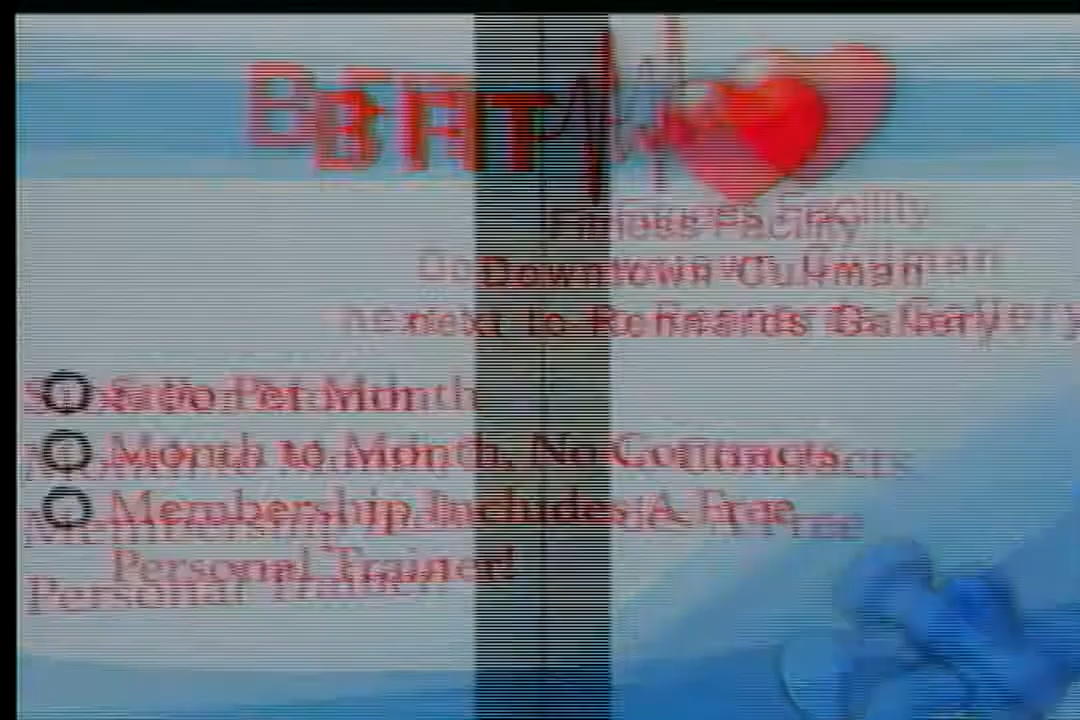 B FIT
Fitness Facility
Downtown Cullman
next to
Per Month
Month to Month, No Contracts
Membership Includes A Free
Personal Trainer!